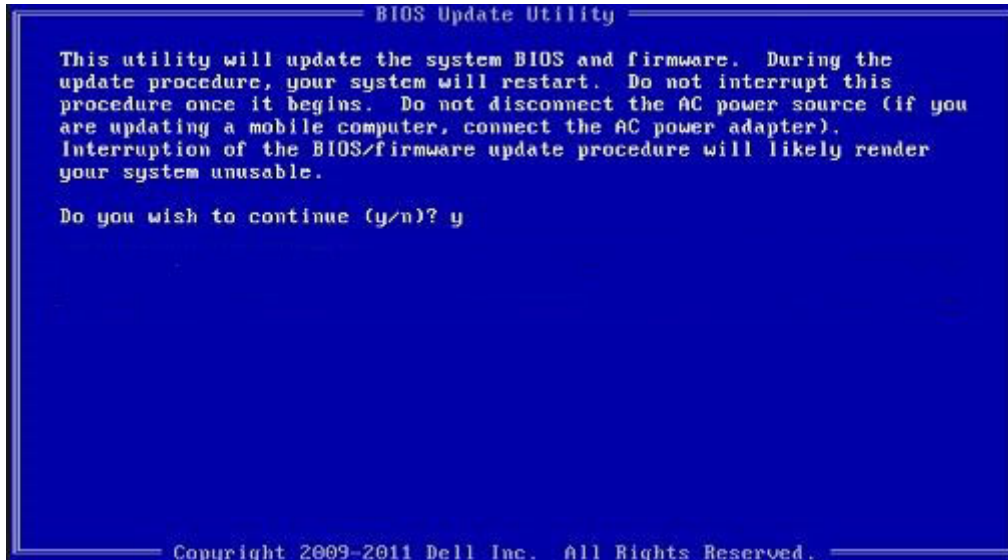 BIOS Update Utility
This utility will update the system BIOS and firmware.  During the
update procedure, your system will restart.  Do not interrupt this
procedure once it begins.  Do not disconnect the AC power source (if you
are updating a mobile computer, connect the AC power adapter).
Interruption of the BIOS/firmware update procedure will likely render
your system unusable.
Do you wish to continue (y/n)? y
Copyright 2009-2011 Dell Inc.  All Rights Reserved.